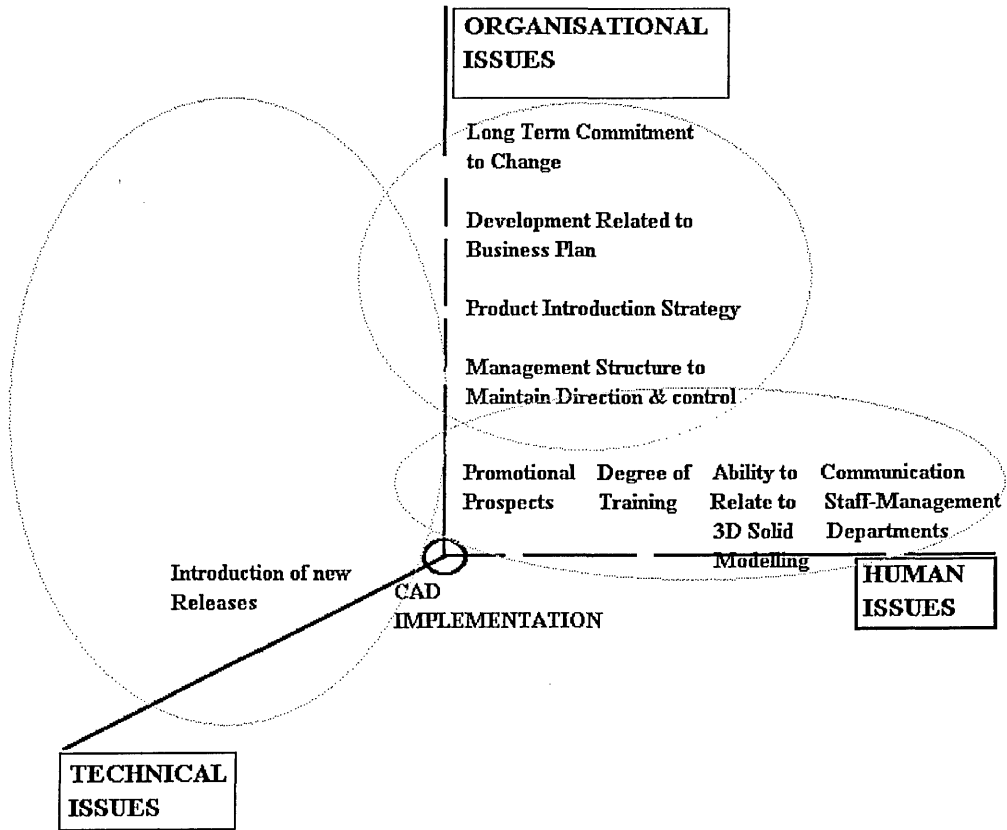 ORGANISATIONAL
ISSUES
Long Term Commitment
to Change
Development Related to
Business Plan
Product Introduction Strategy
Management Structure to
Maintain Direction & control
Promotional
Prospects
Degree of
Training
Ability to
Relate to
3D Solid
Modelling
Communication
Staff-Management
Departments
HUMAN
ISSUES
Introduction of new
Releases
CAD
IMPLEMENTATION
TECHNICAL
ISSUES